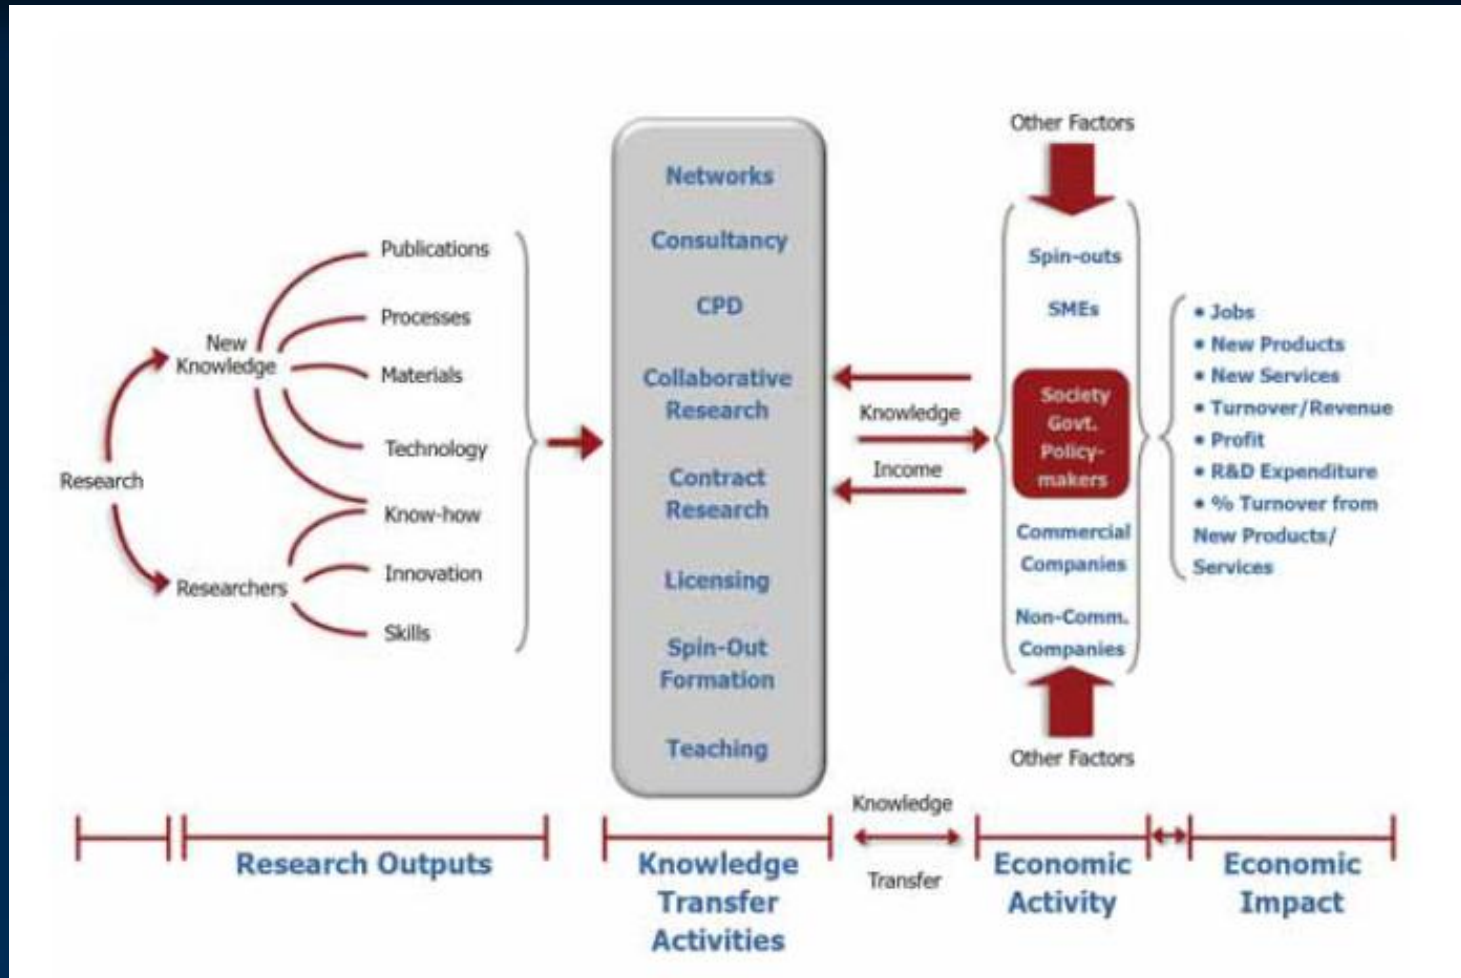 Research
New
Knowledge
Researchers
Publications
Processes
Materials
Technology
Know-how
Innovation
Skills
Networks
Consultancy
CPD
Collaborative
Research
Contract
Research
Licensing
Spin-Out
Formation
Teaching
Knowledge
Income
Other Factors
Spin-outs
SMEs
Society
Govt.
Policy-
makers
Commercial
Companies
Non-Comm.
Companies
Other Factors
• Jobs
• New Products
• New Services
• Turnover/Revenue
• Profit
• R&D Expenditure
• % Turnover from
New Products/
Services
Research Outputs
Knowledge
Transfer
Activities
Knowledge
Transfer
Economic
Activity
Economic
Impact